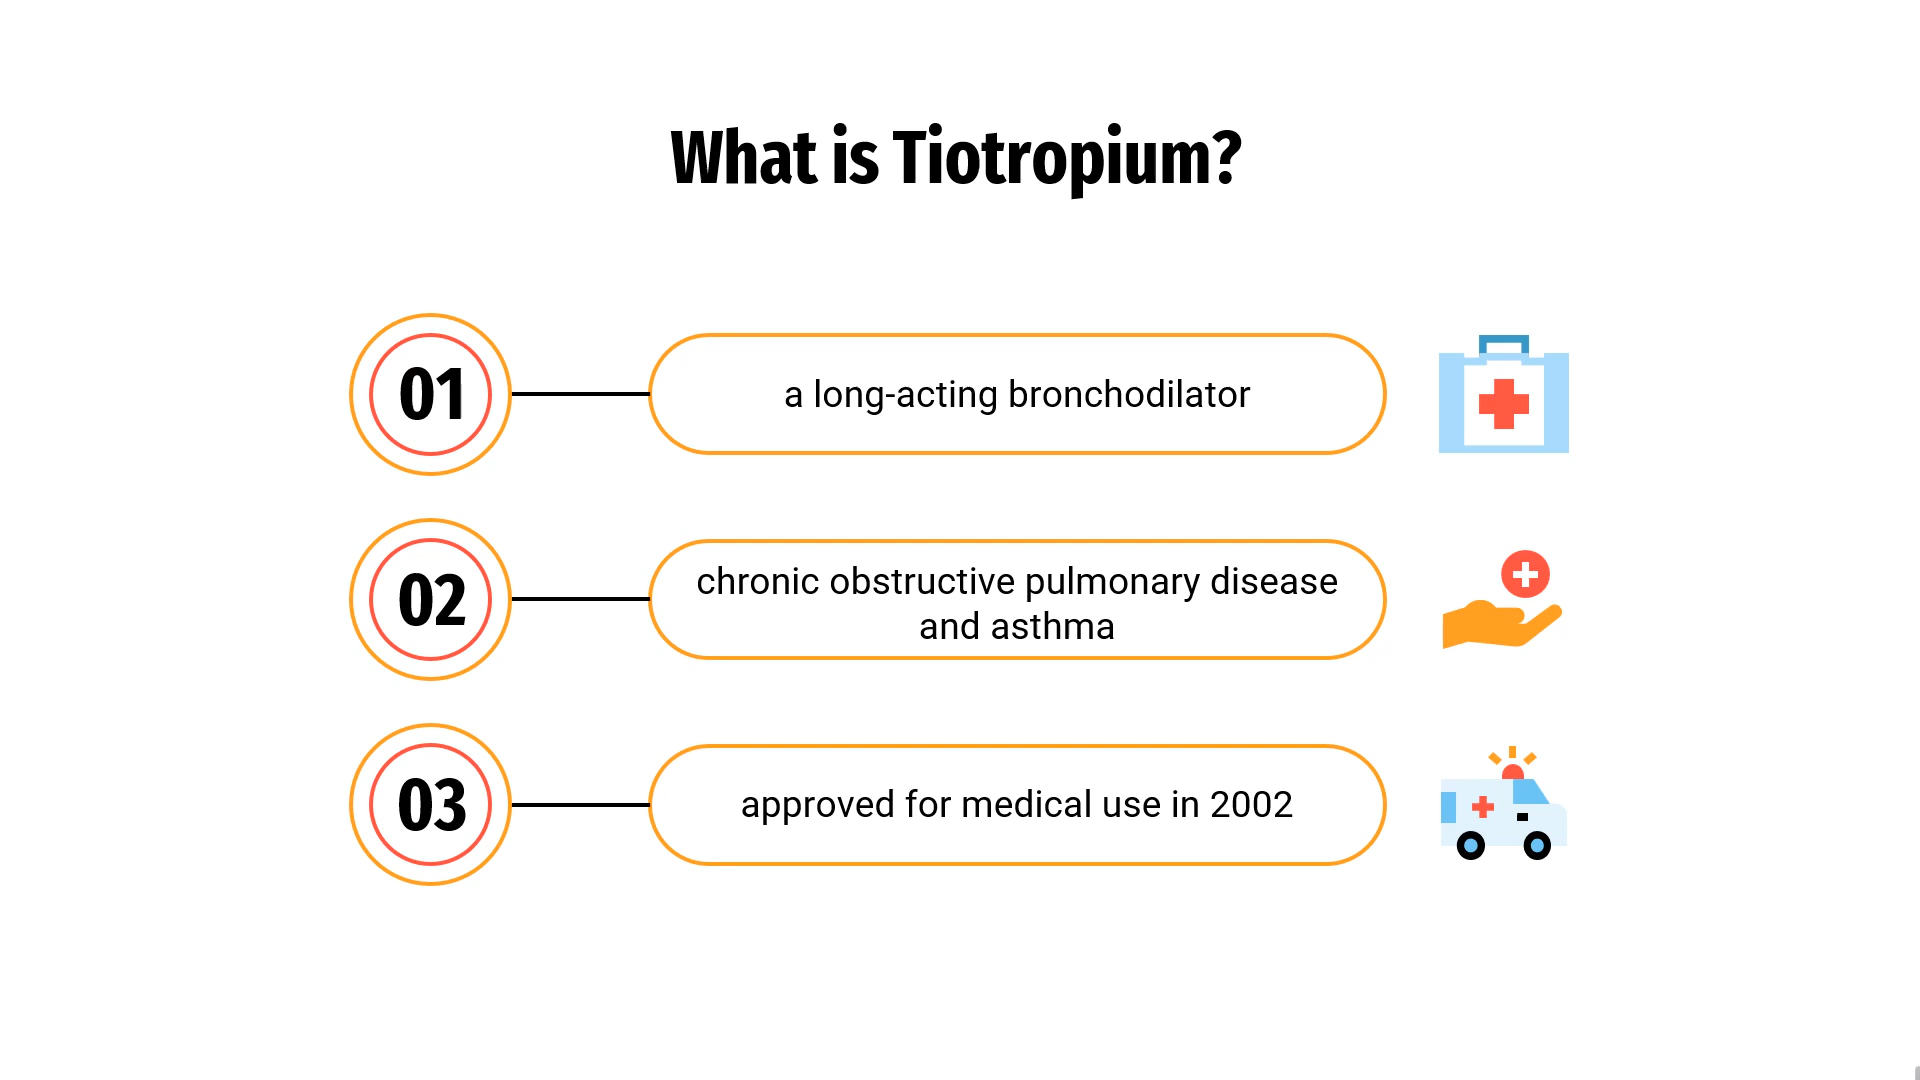 What is Tiotropium?
01
a long-acting bronchodilator
02
chronic obstructive pulmonary disease
and asthma
03
approved for medical use in 2002